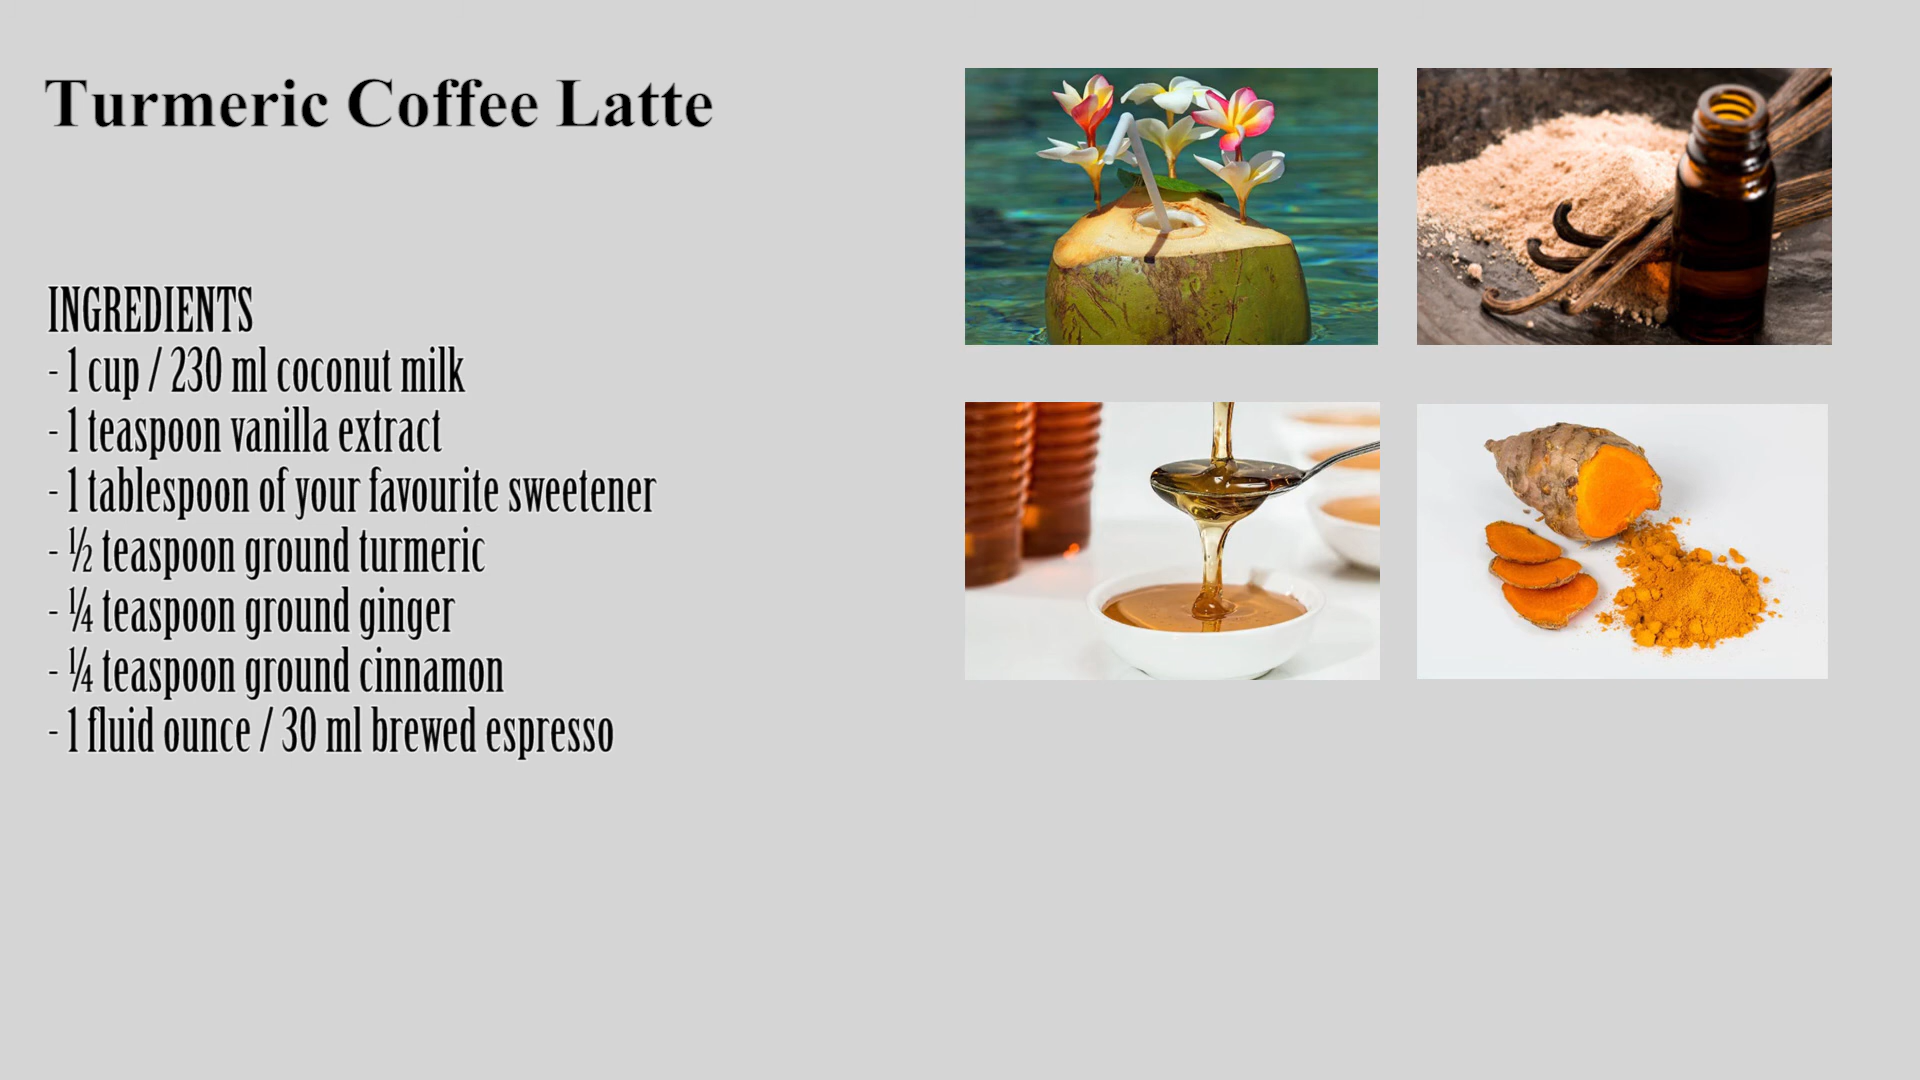 Turmeric Coffee Latte
INGREDIENTS
- 1 cup / 230 ml coconut milk
- 1 teaspoon vanilla extract
- 1 tablespoon of your favourite sweetener
- ½ teaspoon ground turmeric
- ¼ teaspoon ground ginger
- ¼ teaspoon ground cinnamon
- 1 fluid ounce / 30 ml brewed espresso